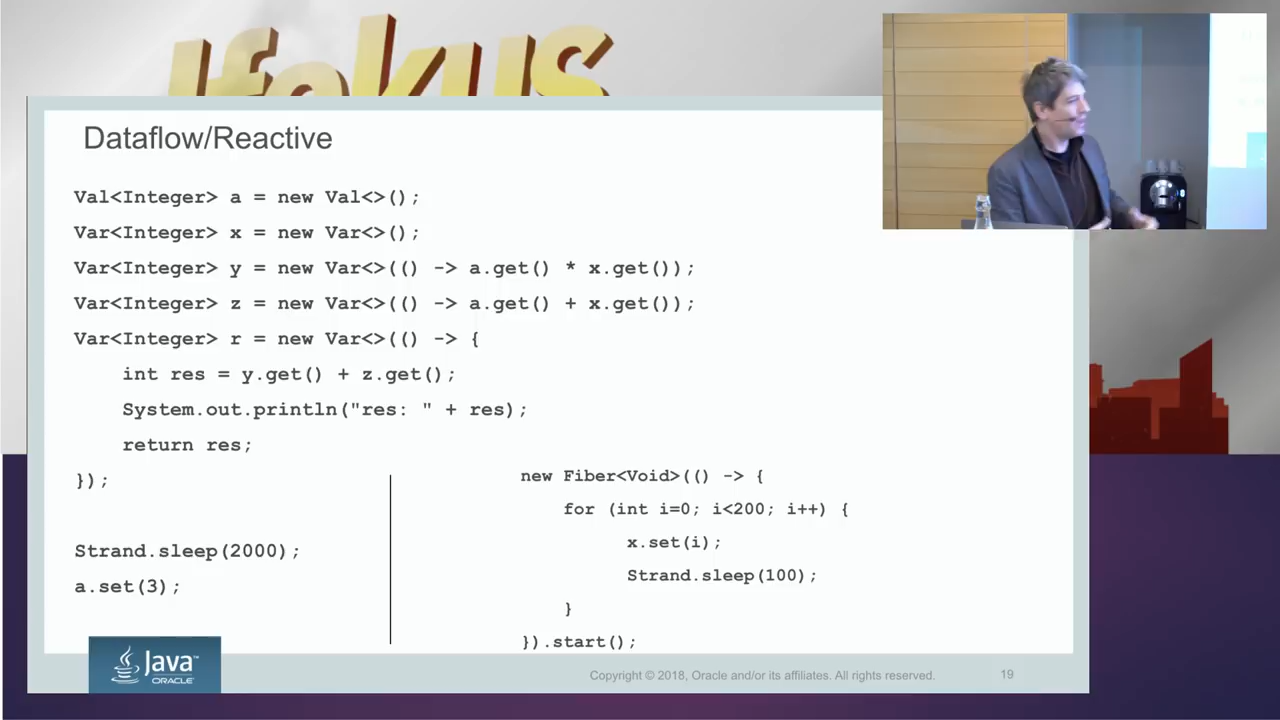 Jfokus
Dataflow/Reactive
Val<Integer> a = new Val<>();
Var<Integer> x = new Var<>();
Var<Integer> y = new Var<>(() -> a.get() * x.get());
Var<Integer> z = new Var<>(() -> a.get() + x.get());
Var<Integer> r = new Var<>(() -> {
int res = y.get() + z.get();
System.out.println("res: " + res);
return res;
});
Strand.sleep(2000);
a.set(3);
new Fiber<Void>(() -> {
for (int i=0; i<200; i++) {
x.set(i);
Strand.sleep(100);
}
}).start();
Java™
ORACLE
Copyright © 2018, Oracle and/or its affiliates. All rights reserved.
19